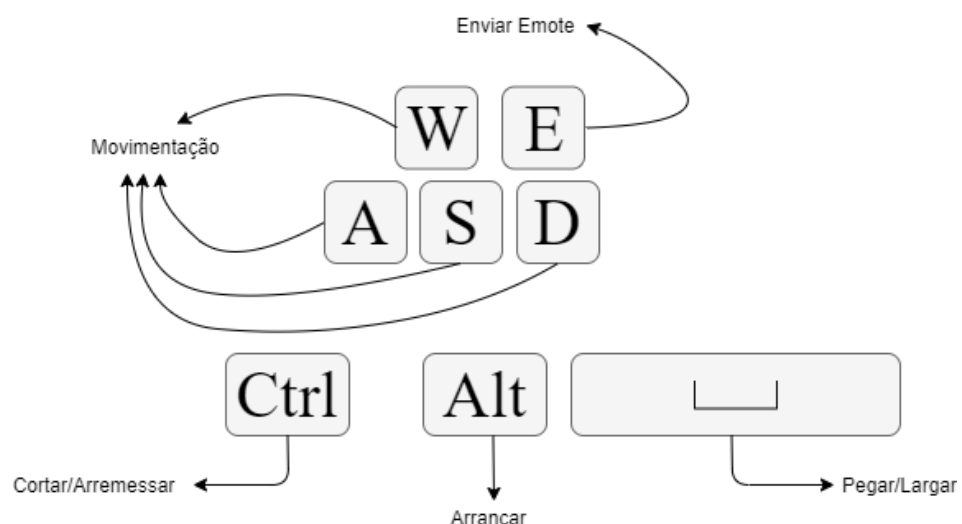 Enviar Emote
W E
Movimentação
A S D
Ctrl Alt
Cortar/Arremessar
Pegar/Largar
Arrancar